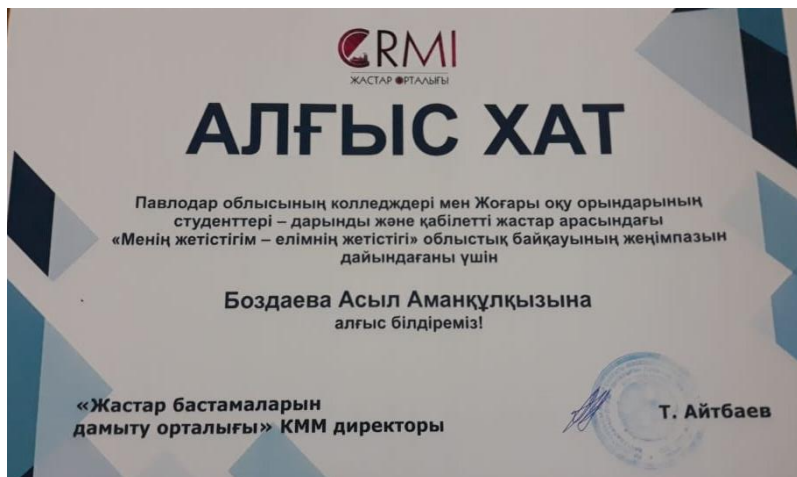 CRMI
ЖАСТАР ОРТАЛЫҒЫ
АЛҒЫС ХАТ
Павлодар облысының колледждері мен Жоғары оқу орындарының
студенттері – дарынды және қабілетті жастар арасындағы
«Менің жетістігім – елімнің жетістігі» облыстық байқауының жеңімпазын
дайындағаны үшін
Боздаева Асыл Аманқұлқызына
алғыс білдіреміз!
«Жастар бастамаларын
дамыту орталығы» КММ директоры
Т. Айтбаев